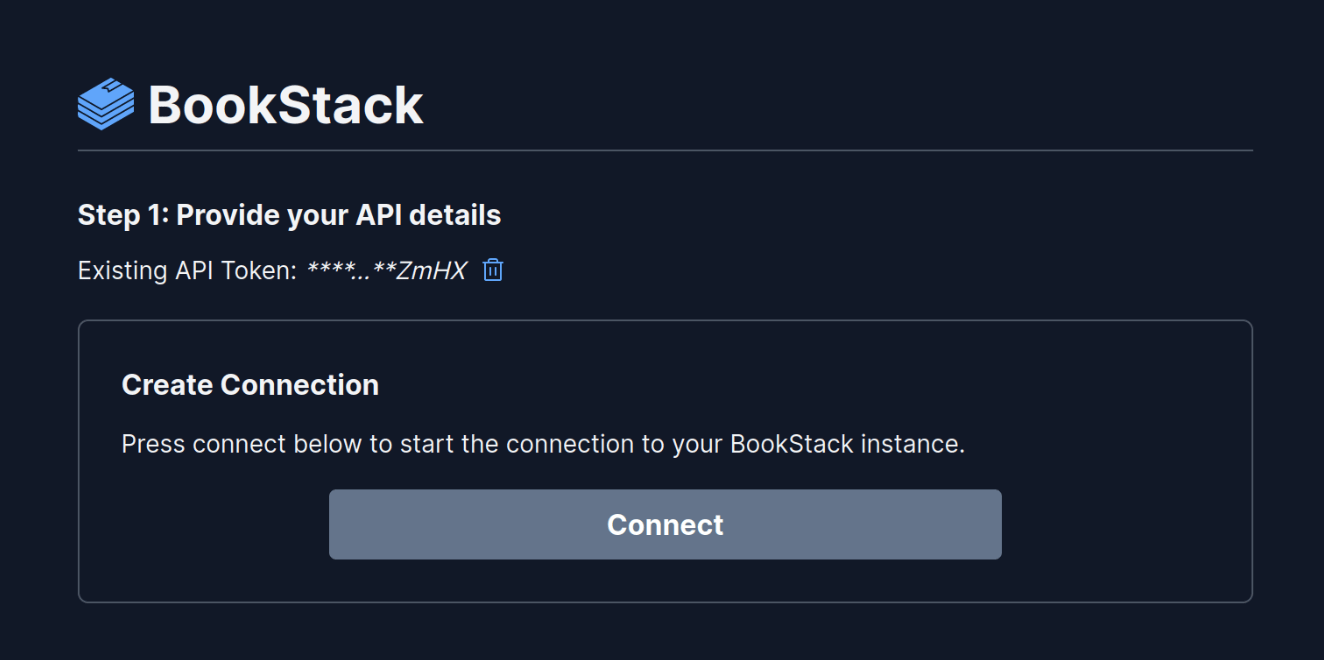 BookStack
Step 1: Provide your API details
Existing API Token: ****...**ZmHX
Create Connection
Press connect below to start the connection to your BookStack instance.
Connect